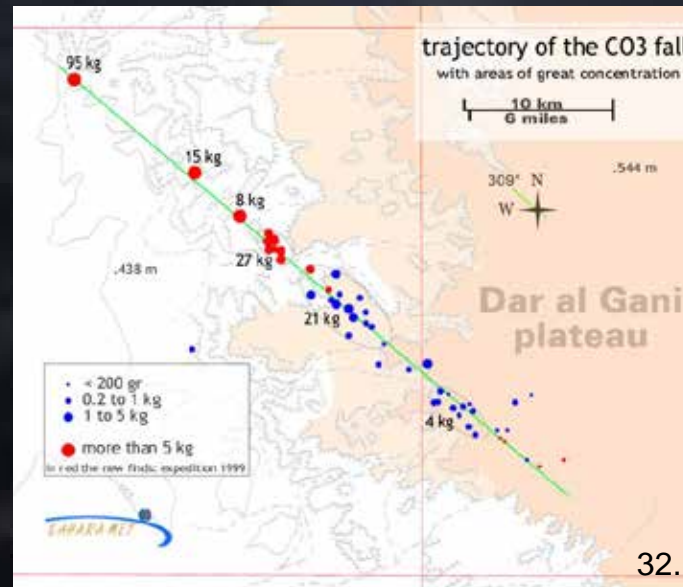 trajectory of the CO3 fall
with areas of great concentration
10 km
6 miles
95 kg
15 kg
309° N
W
.544 m
8 kg
27 kg
.438 m
21 kg
Dar al Gani
plateau
< 200 gr
0.2 to 1 kg
1 to 5 kg
more than 5 kg
in red the new finds: expedition 1999
4 kg
SAHARA MET
32.